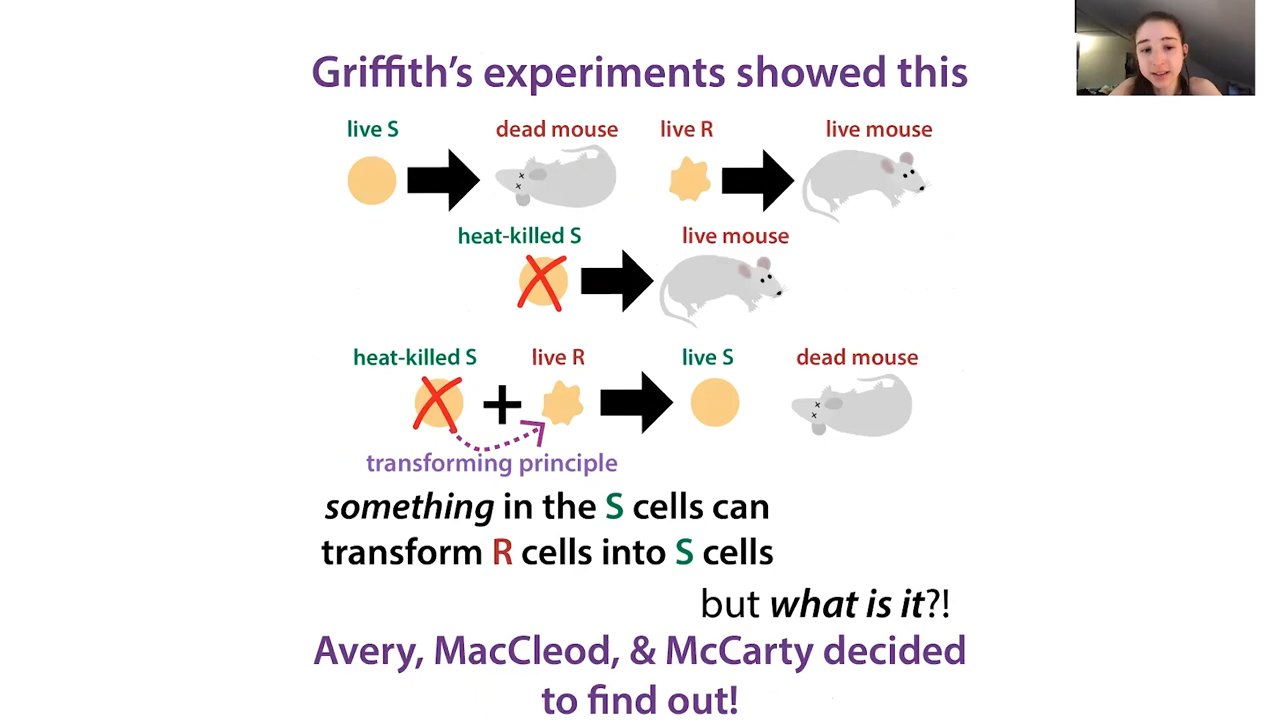 Griffith's experiments showed this
live S dead mouse live R live mouse
heat-killed S live mouse
heat-killed S live R live S dead mouse
transforming principle
something in the S cells can
transform R cells into S cells
but what is it?!
Avery, MacCleod, & McCarty decided
to find out!